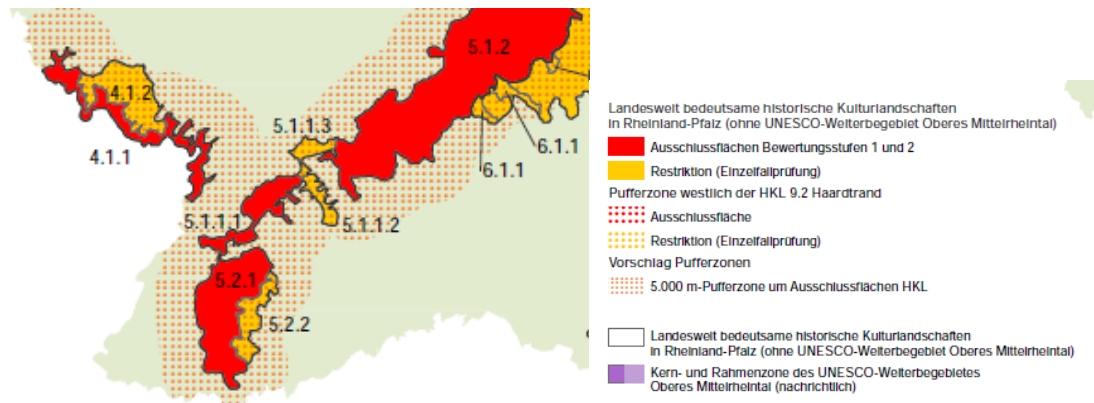 5.1.2
4.1.2
5.1.1.3
6.1.1
4.1.1
6.1.1
5.1.1.1
5.1.1.2
5.2.1
5.2.2
Landesweit bedeutsame historische Kulturlandschaften
in Rheinland-Pfalz (ohne UNESCO-Welterbegebiet Oberes Mittelrheintal)
Ausschlussflächen Bewertungsstufen 1 und 2
Restriktion (Einzelfallprüfung)
Pufferzone westlich der HKL 9.2 Haardtrand
Ausschlussfläche
Restriktion (Einzelfallprüfung)
Vorschlag Pufferzonen
5.000 m-Pufferzone um Ausschlussflächen HKL
Landesweit bedeutsame historische Kulturlandschaften
in Rheinland-Pfalz (ohne UNESCO-Welterbegebiet Oberes Mittelrheintal)
Kern- und Rahmenzone des UNESCO-Welterbegebietes
Oberes Mittelrheintal (nachrichtlich)